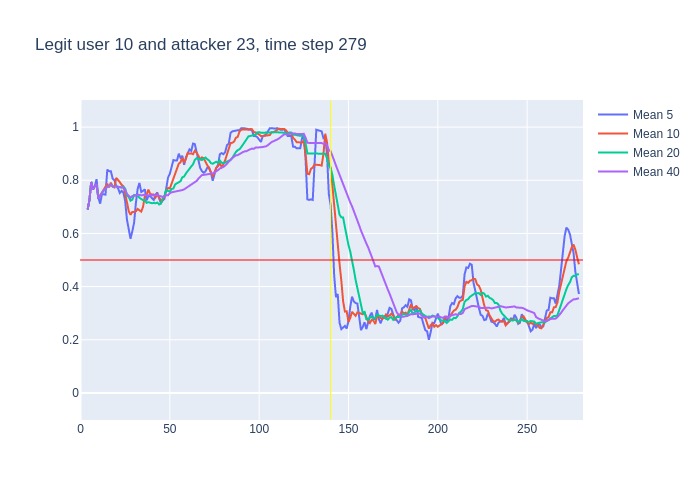 Legit user 10 and attacker 23, time step 279
Mean 5
Mean 10
Mean 20
Mean 40
1
0.8
0.6
0.4
0.2
0
0 50 100 150 200 250